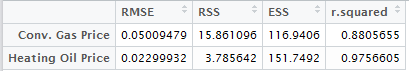 RMSE RSS ESS r.squared
Conv. Gas Price 0.05009479 15.861096 116.9406 0.8805655
Heating Oil Price 0.02299932 3.785642 151.7492 0.9756605